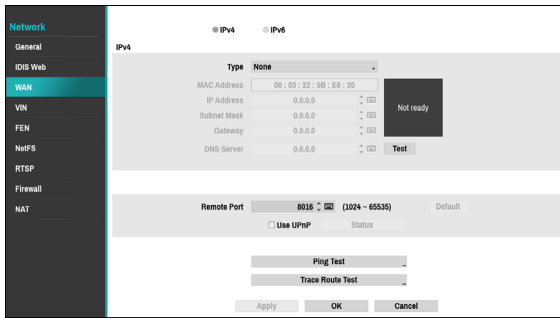 Network
General
IDIS Web
WAN
VIN
FEN
NetFS
RTSP
Firewall
NAT
IPv4
IPv6
IPv4
Type None
MAC Address 00 : 03 : 22 : 5B : E6 : 20
IP Address 0.0.0.0
Subnet Mask 0.0.0.0
Gateway 0.0.0.0
DNS Server 0.0.0.0
Not ready
Test
Remote Port 8016 (1024 ~ 65535) Default
Use UPnP Status
Ping Test
Trace Route Test
Apply OK Cancel